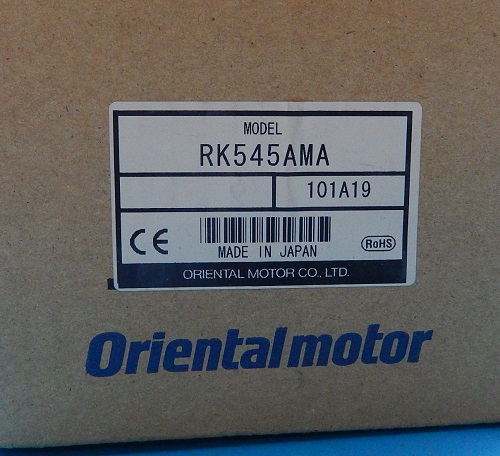 MODEL
RK545AMA
101A19
CE
MADE IN JAPAN
RoHS
ORIENTAL MOTOR CO., LTD.
Orientalmotor